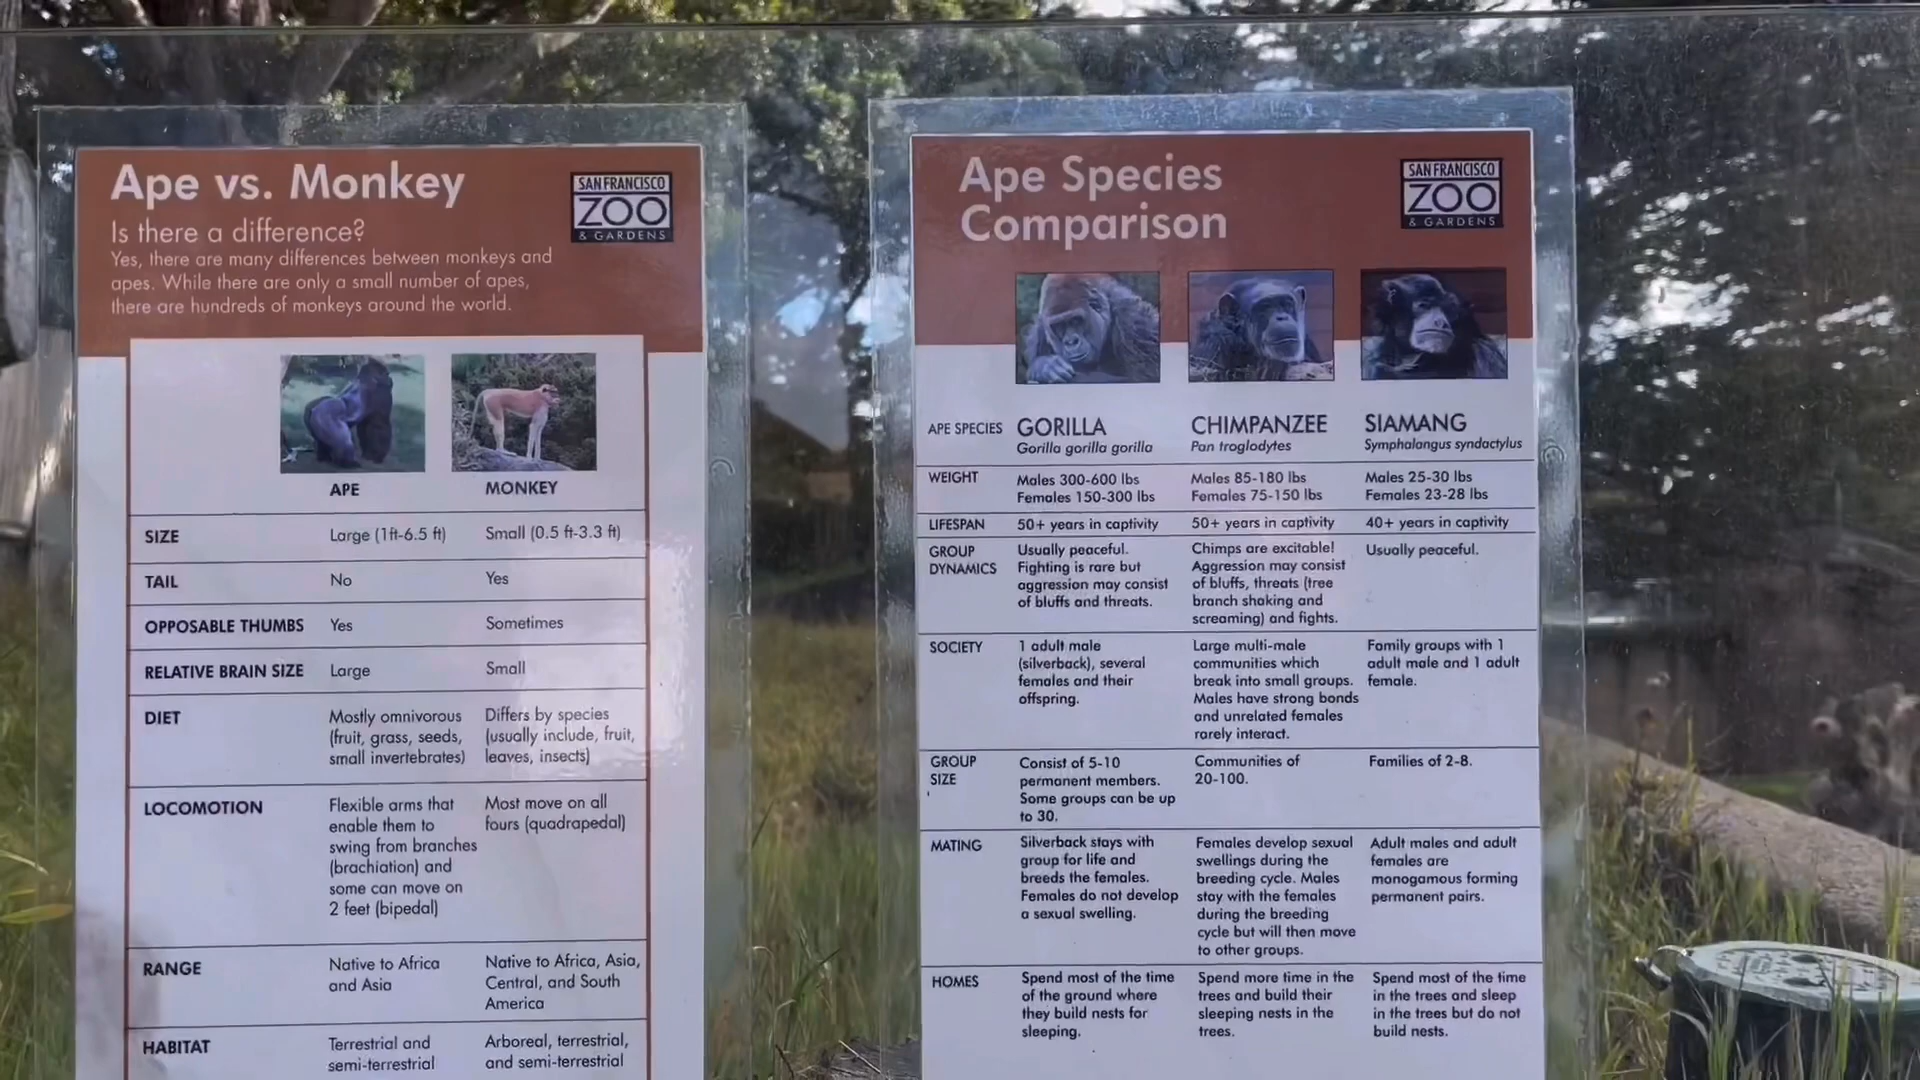 Ape vs. Monkey
Is there a difference?
Yes, there are many differences between monkeys and
apes. While there are only a small number of apes,
there are hundreds of monkeys around the world.
SAN FRANCISCO
ZOO
& GARDENS
APE MONKEY
SIZE Large (1ft-6.5 ft) Small (0.5 ft-3.3 ft)
TAIL No Yes
OPPOSABLE THUMBS Yes Sometimes
RELATIVE BRAIN SIZE Large Small
DIET Mostly omnivorous Differs by species
(fruit, grass, seeds, (usually include, fruit,
small invertebrates) leaves, insects)
LOCOMOTION Flexible arms that Most move on all
enable them to fours (quadrapedal)
swing from branches
(brachiation) and
some can move on
2 feet (bipedal)
RANGE Native to Africa Native to Africa, Asia,
and Asia Central, and South
America
HABITAT Terrestrial and Arboreal, terrestrial,
semi-terrestrial and semi-terrestrial
Ape Species
Comparison
SAN FRANCISCO
ZOO
& GARDENS
APE SPECIES GORILLA CHIMPANZEE SIAMANG
Gorilla gorilla gorilla Pan troglodytes Symphalangus syndactylus
WEIGHT Males 300-600 lbs Males 85-180 lbs Males 25-30 lbs
Females 150-300 lbs Females 75-150 lbs Females 23-28 lbs
LIFESPAN 50+ years in captivity 50+ years in captivity 40+ years in captivity
GROUP Usually peaceful. Chimps are excitable! Usually peaceful.
DYNAMICS Fighting is rare but Aggression may consist
aggression may consist of bluffs, threats (tree
of bluffs and threats. branch shaking and
screaming) and fights.
SOCIETY 1 adult male Large multi-male Family groups with 1
(silverback), several communities which adult male and 1 adult
females and their break into small groups. female.
offspring. Males have strong bonds
and unrelated females
rarely interact.
GROUP Consist of 5-10 Communities of Families of 2-8.
SIZE permanent members. 20-100.
Some groups can be up
to 30.
MATING Silverback stays with Females develop sexual Adult males and adult
group for life and swellings during the females are
breeds the females. breeding cycle. Males monogamous forming
Females do not develop stay with the females permanent pairs.
a sexual swelling. during the breeding
cycle but will then move
to other groups.
HOMES Spend most of the time Spend more time in the Spend most of the time
of the ground where trees and build their in the trees and sleep
they build nests for sleeping nests in the in the trees but do not
sleeping. trees. build nests.